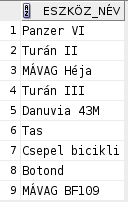 ESZKÖZ_NÉV
1 Panzer VI
2 Turán II
3 MÁVAG Héja
4 Turán III
5 Danuvia 43M
6 Tas
7 Csepel bicikli
8 Botond
9 MÁVAG BF109